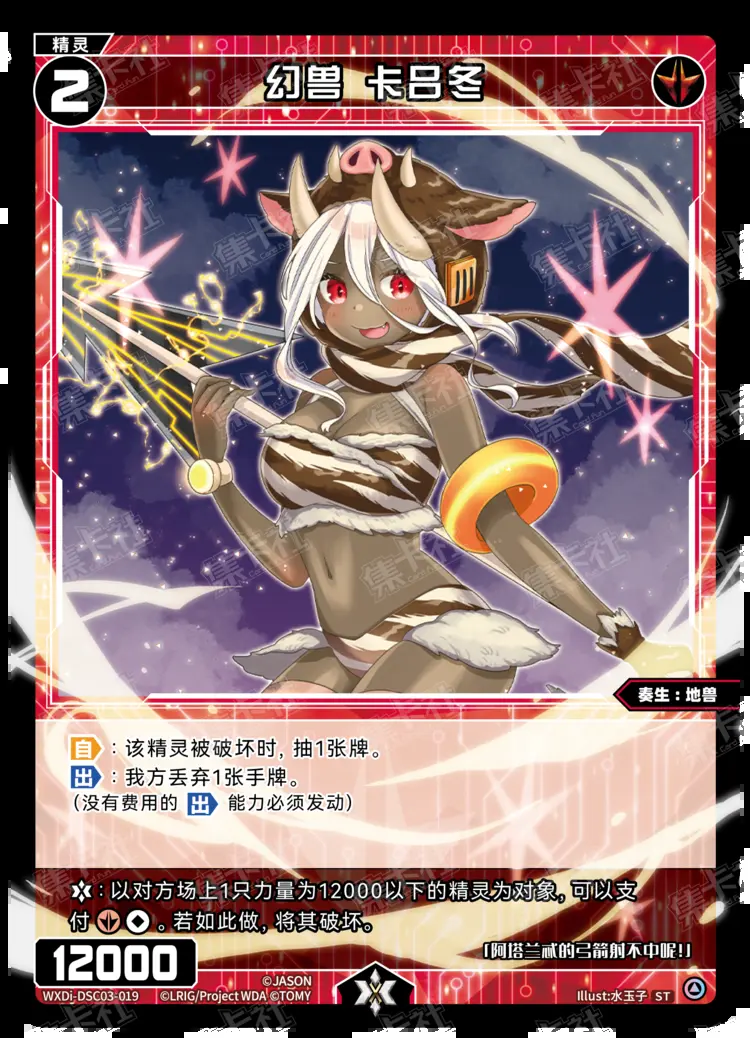 精灵
2
幻兽 卡吕冬
奏生：地兽
自：该精灵被破坏时，抽1张牌。
出：我方丢弃1张手牌。
（没有费用的 出 能力必须发动）
：以对方场上1只力量为12000以下的精灵为对象，可以支
付 。若如此做，将其破坏。
「阿塔兰忒的弓箭射不中呢！」
12000
©JASON
WXDi-DSC03-019 ©LRIG/Project WDA ©TOMY
Illust:水玉子 ST
集卡社